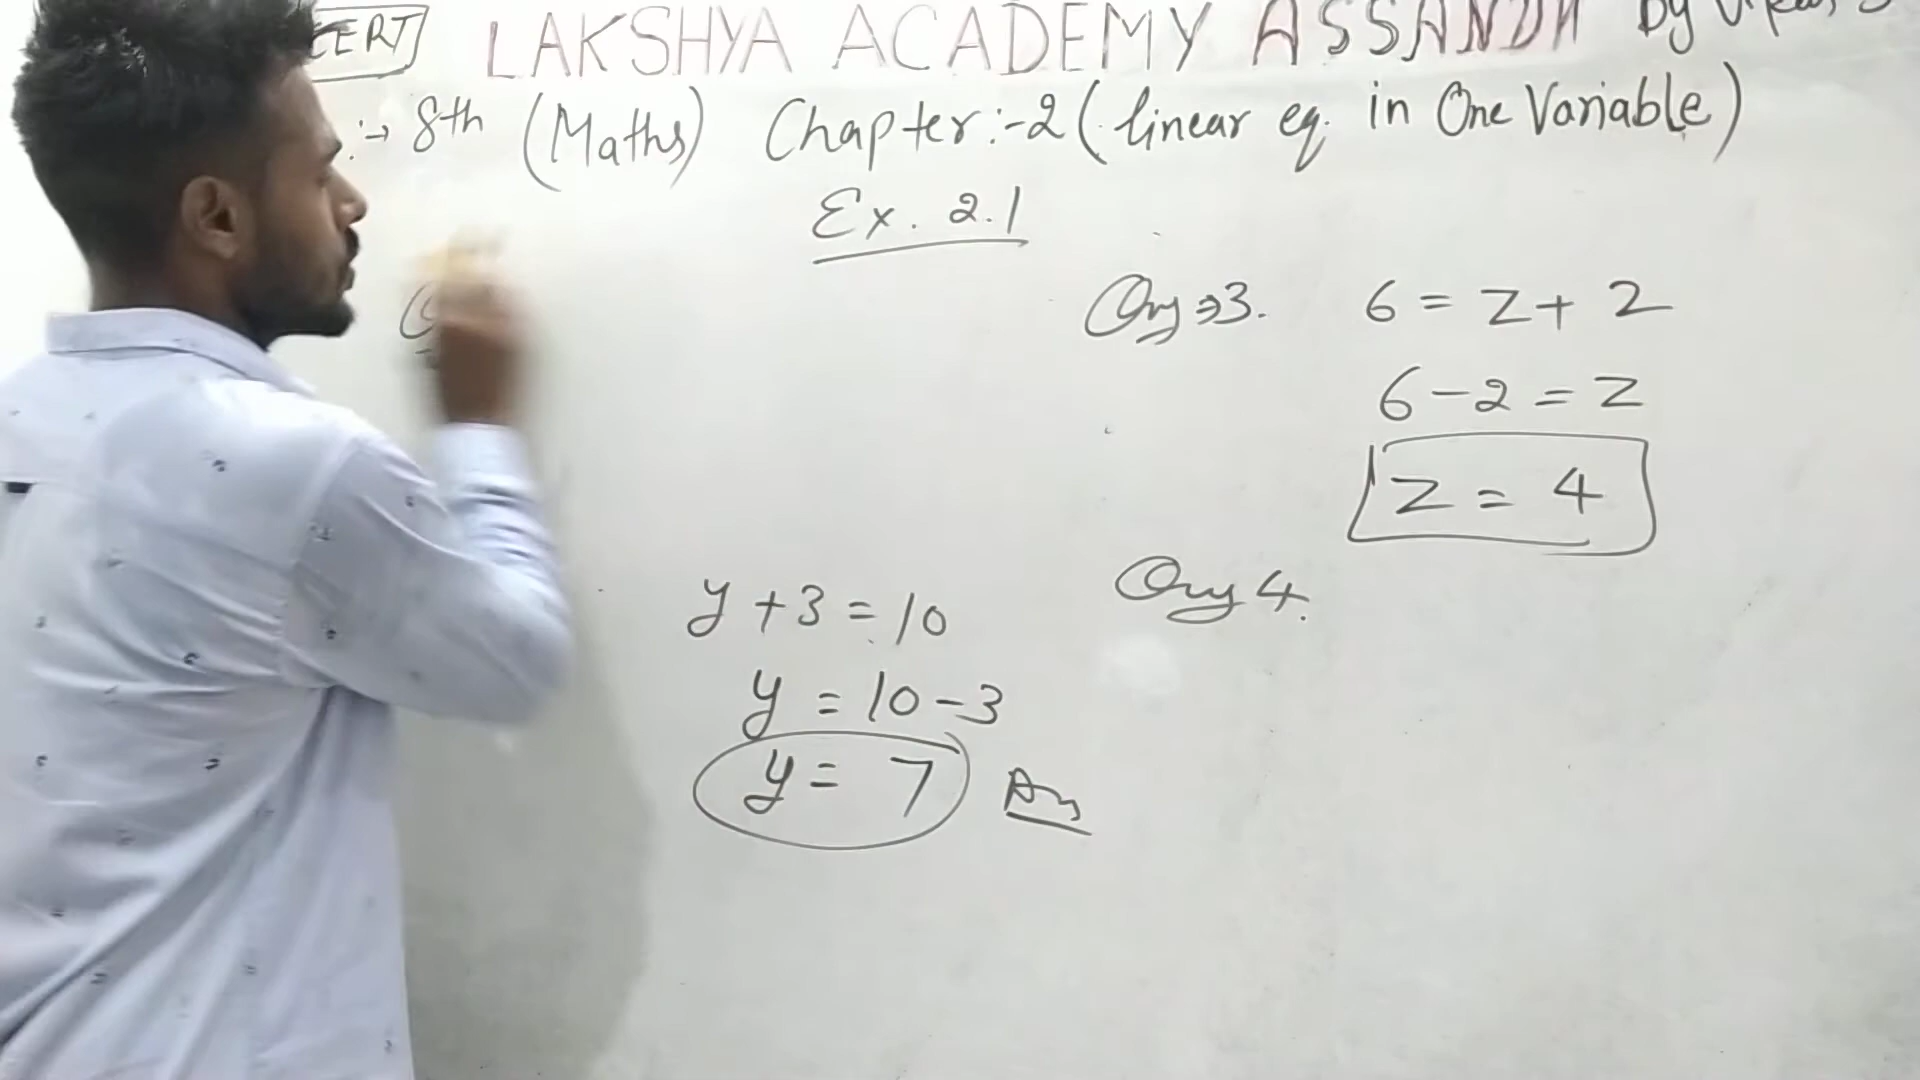 LAKSHYA ACADEMY ASSANDH By
8th (Maths) Chapter:-2 (linear eq. in One Variable)
Ex. 2.1
Qus 3. 6 = z + 2
6 - 2 = z
z = 4
y + 3 = 10
y = 10 - 3
y = 7 Ans
Qus 4.